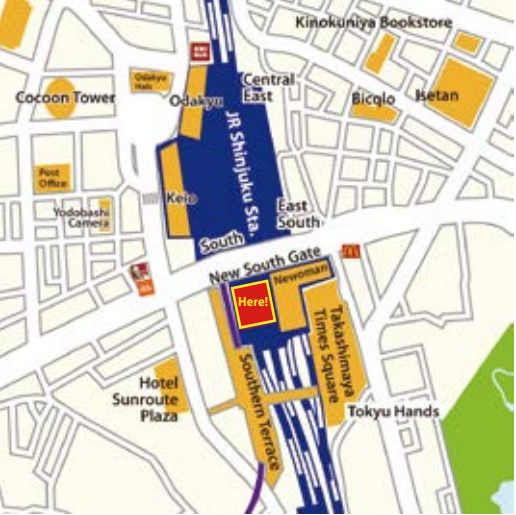 Kinokuniya Bookstore
Odakyu
Halc
Central
East
Cocoon Tower
Odakyu
Bicqlo
Isetan
JR Shinjuku Sta.
Post
Office
Keio
Yodobashi
Camera
East
South
South
New South Gate
Newoman
Here!
Takashimaya
Times Square
Hotel
Sunroute
Plaza
Southern Terrace
Tokyu Hands